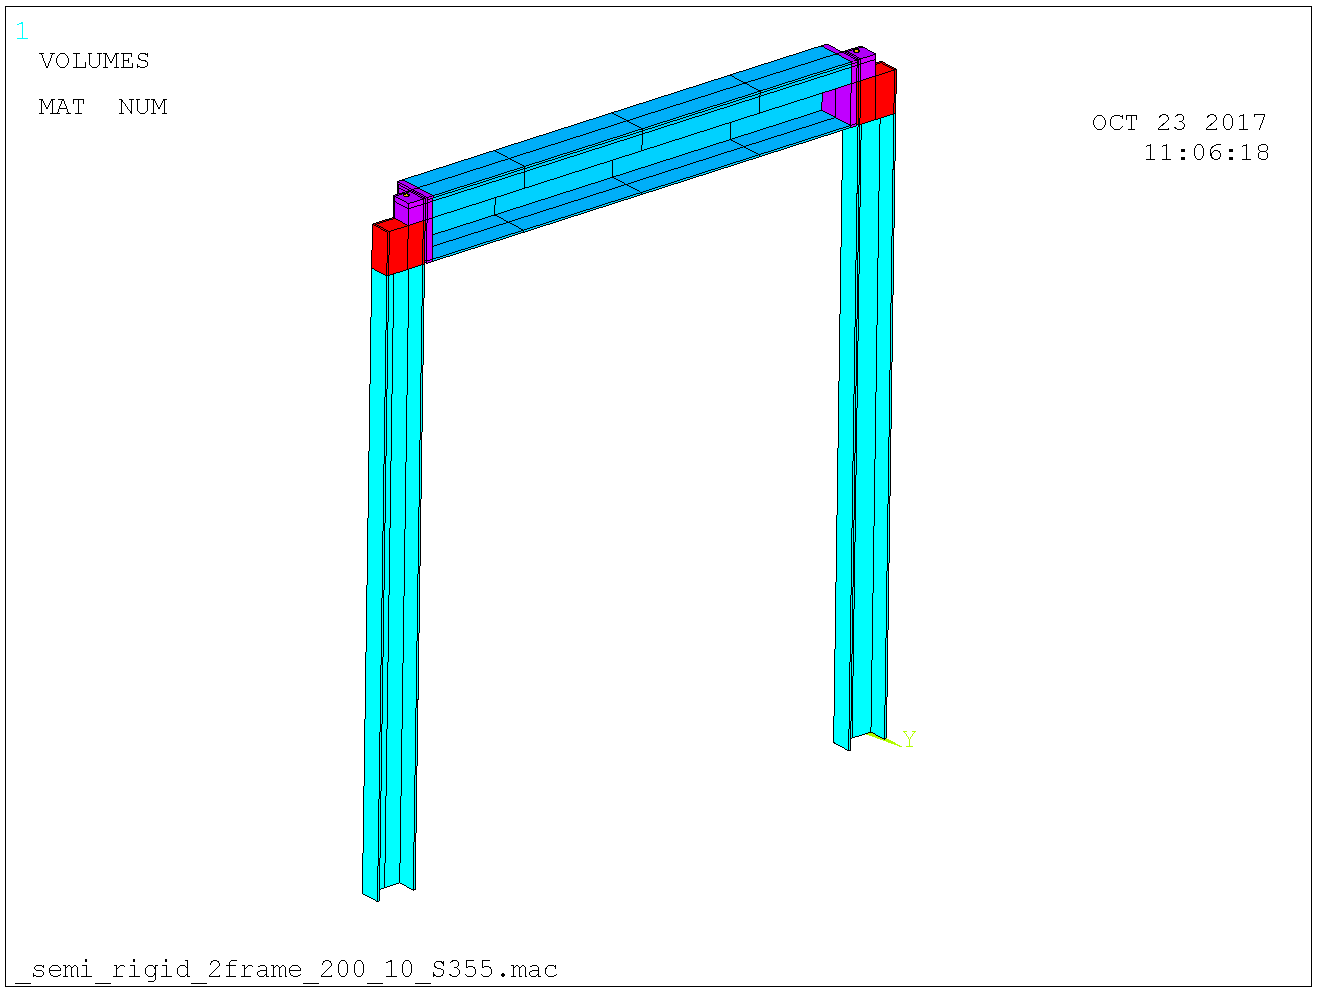 1
VOLUMES
MAT NUM
OCT 23 2017
11:06:18
Y
_semi_rigid_2frame_200_10_S355.mac